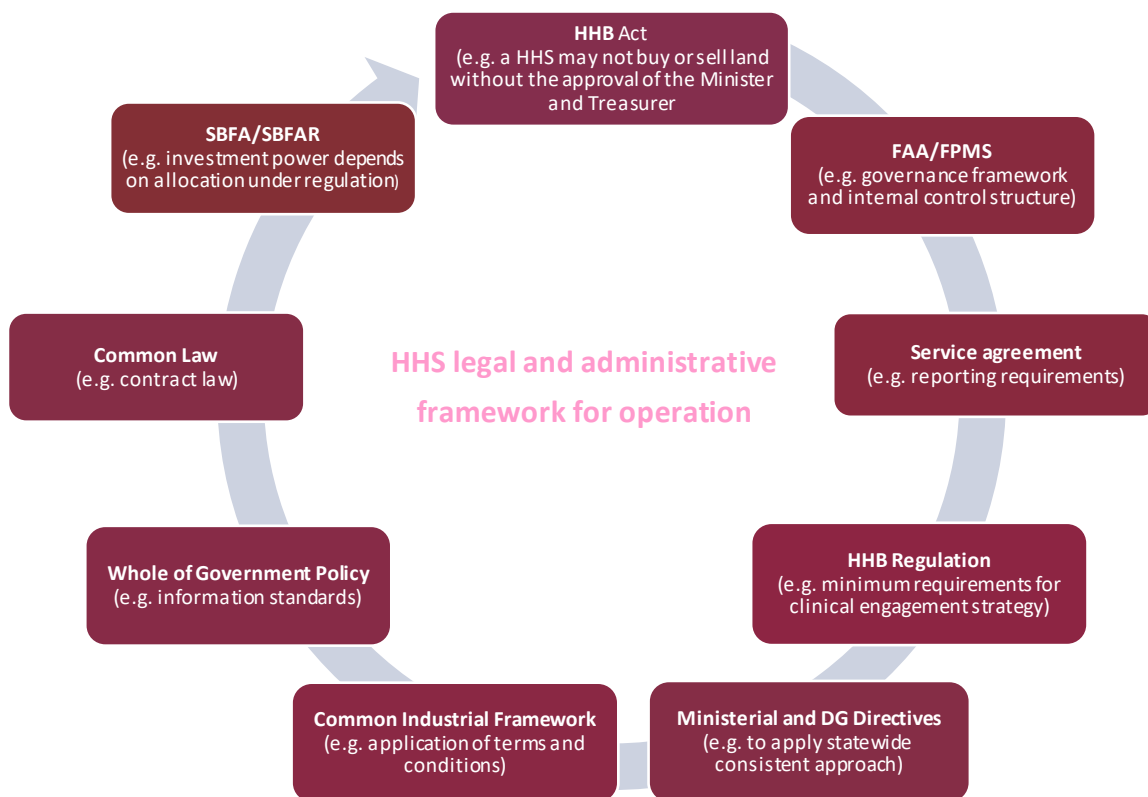 HHB Act
(e.g. a HHS may not buy or sell land
without the approval of the Minister
and Treasurer
FAA/FPMS
(e.g. governance framework
and internal control structure)
Service agreement
(e.g. reporting requirements)
HHB Regulation
(e.g. minimum requirements for
clinical engagement strategy)
Ministerial and DG Directives
(e.g. to apply statewide
consistent approach)
Common Industrial Framework
(e.g. application of terms and
conditions)
Whole of Government Policy
(e.g. information standards)
Common Law
(e.g. contract law)
SBFA/SBFAR
(e.g. investment power depends
on allocation under regulation)
HHS legal and administrative
framework for operation